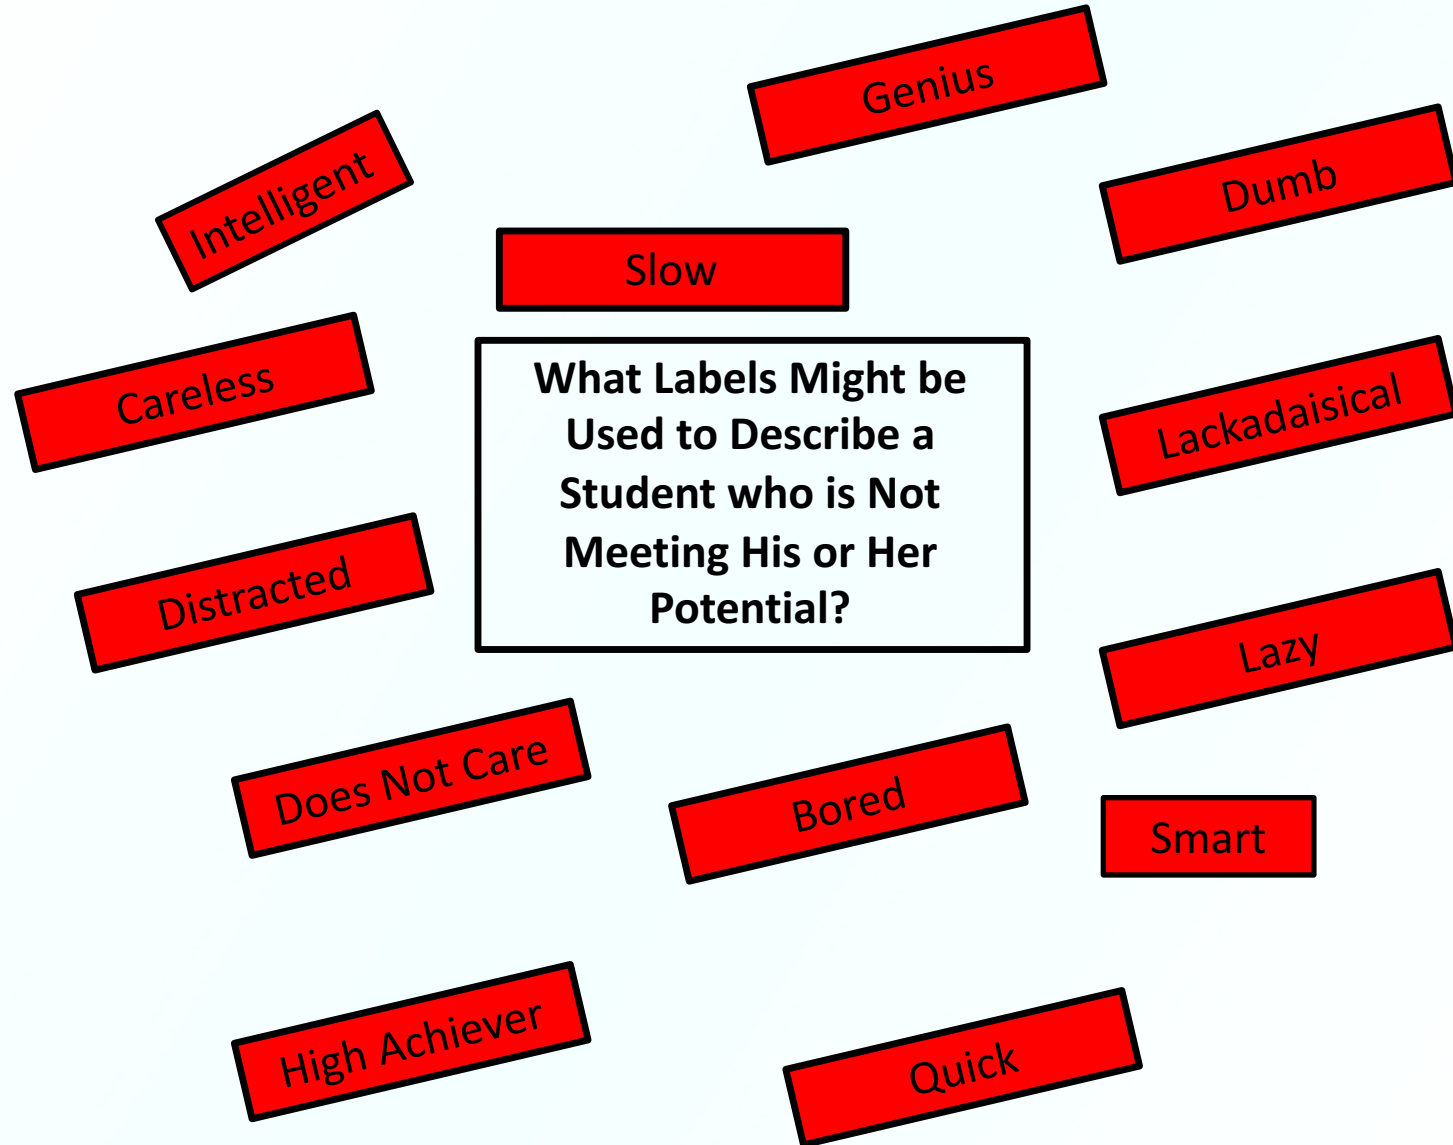 Genius
Intelligent
Dumb
Slow
Careless
What Labels Might be
Used to Describe a
Student who is Not
Meeting His or Her
Potential?
Lackadaisical
Distracted
Lazy
Does Not Care
Bored
Smart
High Achiever
Quick